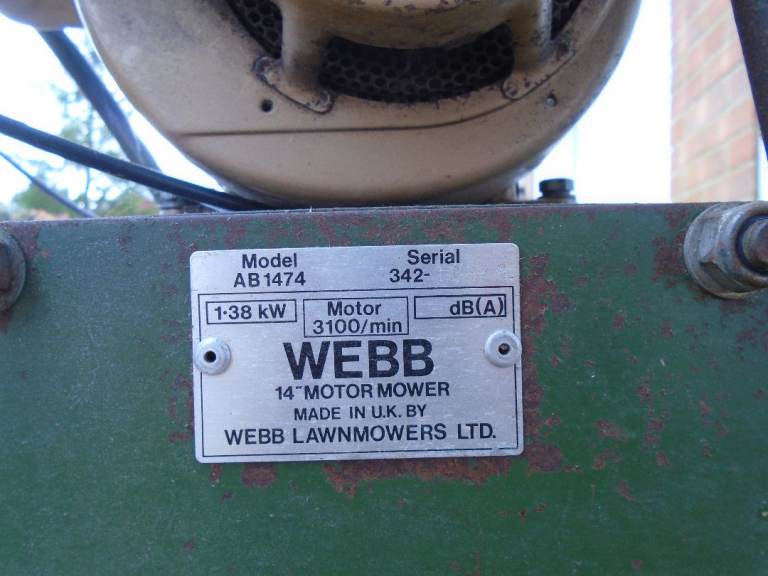 Model Serial
AB1474 342-
1·38 kW Motor dB(A)
3100/min
WEBB
14" MOTOR MOWER
MADE IN U.K. BY
WEBB LAWNMOWERS LTD.